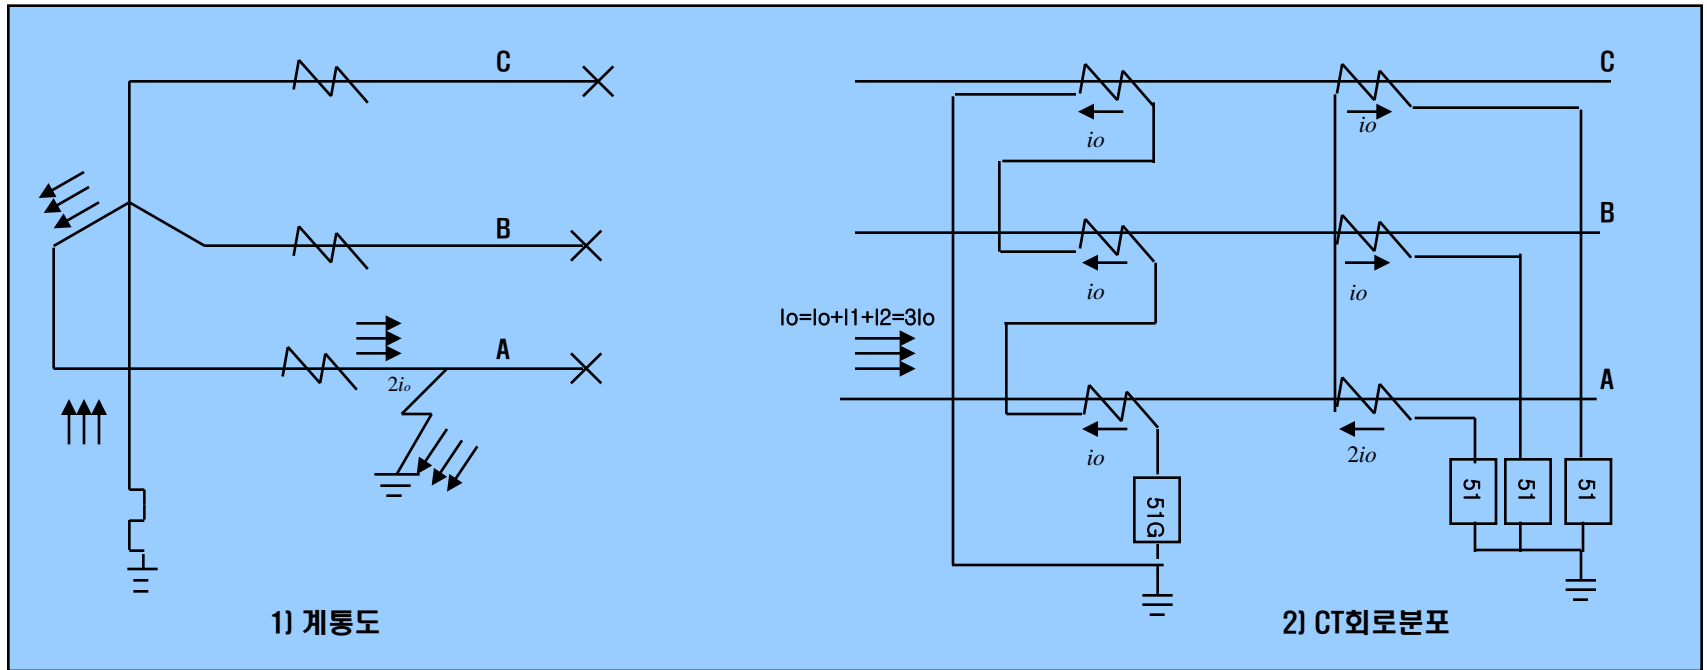 C
B
A
2io
1) 계통도
C
io
io
B
io
io
Io=Io+I1+I2=3Io
A
io
2io
51G
51
51
51
2) CT회로분포